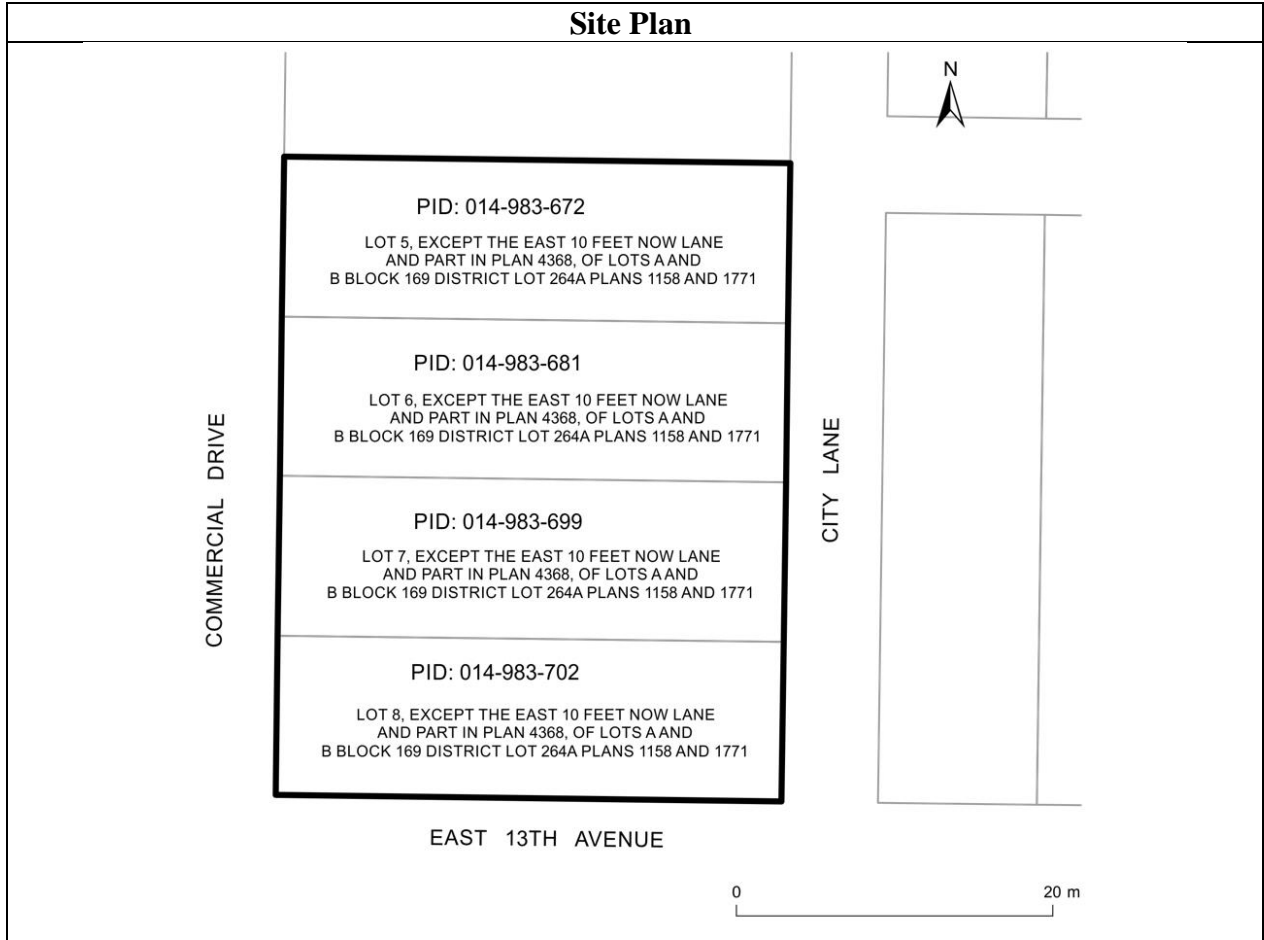 Site Plan
N
PID: 014-983-672
LOT 5, EXCEPT THE EAST 10 FEET NOW LANE
AND PART IN PLAN 4368, OF LOTS A AND
B BLOCK 169 DISTRICT LOT 264A PLANS 1158 AND 1771
PID: 014-983-681
LOT 6, EXCEPT THE EAST 10 FEET NOW LANE
AND PART IN PLAN 4368, OF LOTS A AND
B BLOCK 169 DISTRICT LOT 264A PLANS 1158 AND 1771
COMMERCIAL DRIVE
CITY LANE
PID: 014-983-699
LOT 7, EXCEPT THE EAST 10 FEET NOW LANE
AND PART IN PLAN 4368, OF LOTS A AND
B BLOCK 169 DISTRICT LOT 264A PLANS 1158 AND 1771
PID: 014-983-702
LOT 8, EXCEPT THE EAST 10 FEET NOW LANE
AND PART IN PLAN 4368, OF LOTS A AND
B BLOCK 169 DISTRICT LOT 264A PLANS 1158 AND 1771
EAST 13TH AVENUE
0 20 m